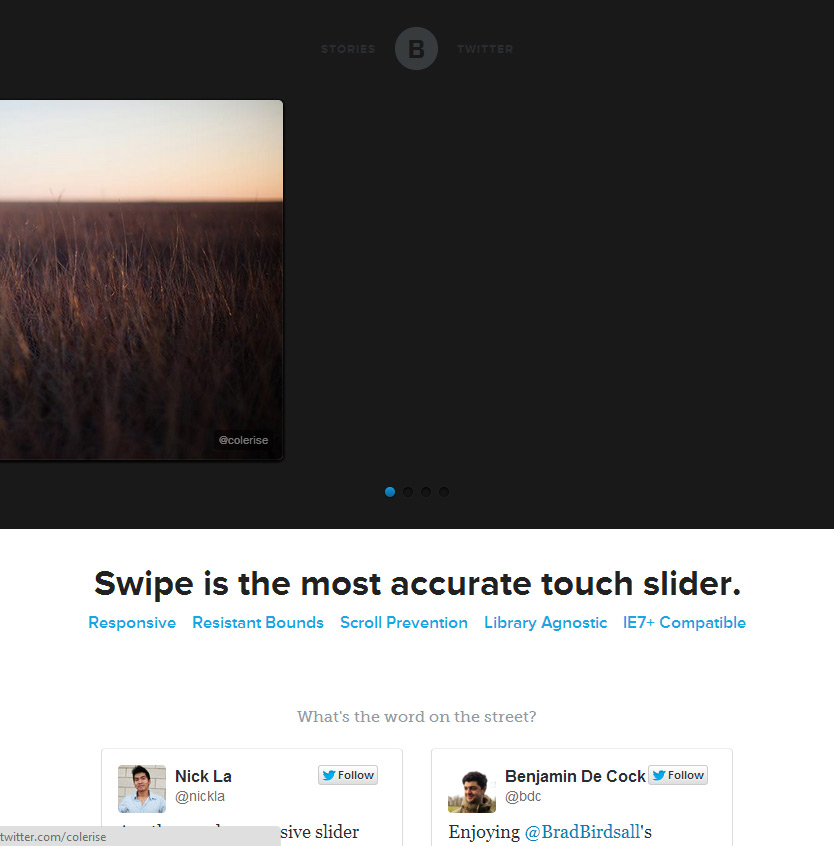 STORIES B TWITTER
@colerise
Swipe is the most accurate touch slider.
Responsive Resistant Bounds Scroll Prevention Library Agnostic IE7+ Compatible
What's the word on the street?
Nick La Follow
@nickla
sive slider
Benjamin De Cock Follow
@bdc
Enjoying @BradBirdsall's
twitter.com/colerise